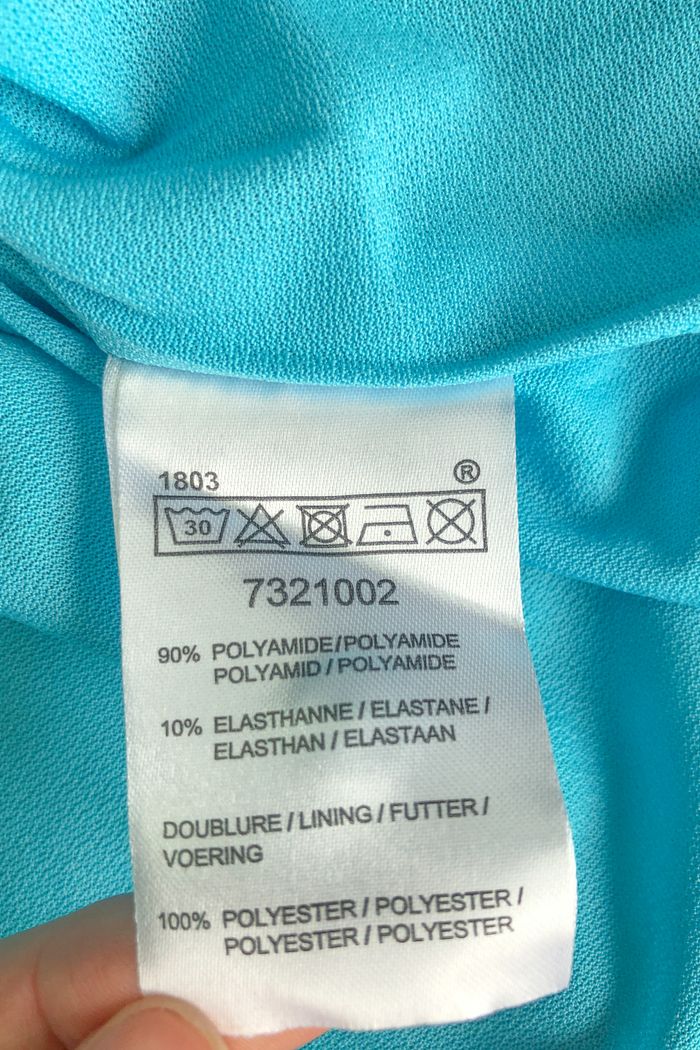 1803 ®
30
7321002
90% POLYAMIDE/POLYAMIDE
POLYAMID / POLYAMIDE
10% ELASTHANNE / ELASTANE /
ELASTHAN / ELASTAAN
DOUBLURE / LINING / FUTTER /
VOERING
100% POLYESTER / POLYESTER /
POLYESTER / POLYESTER